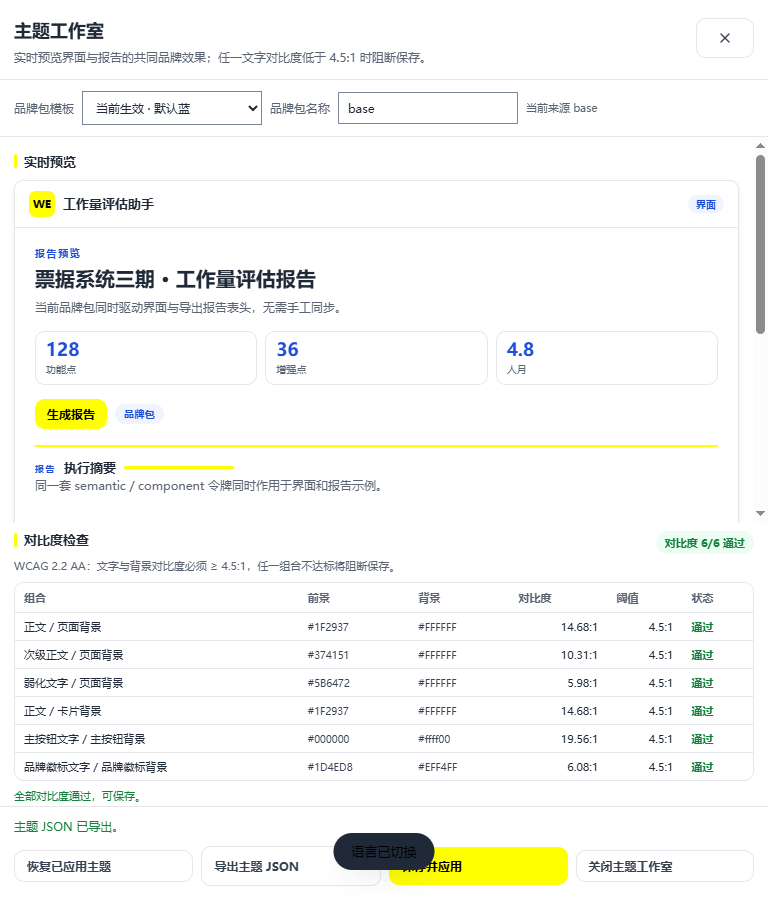 主题工作室
实时预览界面与报告的共同品牌效果；任一文字对比度低于 4.5:1 时阻断保存。
品牌包模板 当前生效 · 默认蓝 品牌包名称 base 当前来源 base
实时预览
WE 工作量评估助手 界面
报告预览
票据系统三期 · 工作量评估报告
当前品牌包同时驱动界面与导出报告表头，无需手工同步。
128 36 4.8
功能点 增强点 人月
生成报告 品牌包
报告 执行摘要
同一套 semantic / component 令牌同时作用于界面和报告示例。
对比度检查 对比度 6/6 通过
WCAG 2.2 AA：文字与背景对比度必须 ≥ 4.5:1，任一组合不达标将阻断保存。
组合 前景 背景 对比度 阈值 状态
正文 / 页面背景 #1F2937 #FFFFFF 14.68:1 4.5:1 通过
次级正文 / 页面背景 #374151 #FFFFFF 10.31:1 4.5:1 通过
弱化文字 / 页面背景 #5B6472 #FFFFFF 5.98:1 4.5:1 通过
正文 / 卡片背景 #1F2937 #FFFFFF 14.68:1 4.5:1 通过
主按钮文字 / 主按钮背景 #000000 #ffff00 19.56:1 4.5:1 通过
品牌徽标文字 / 品牌徽标背景 #1D4ED8 #EFF4FF 6.08:1 4.5:1 通过
全部对比度通过，可保存。
主题 JSON 已导出。
语言已切换
恢复已应用主题 导出主题 JSON 并应用 关闭主题工作室